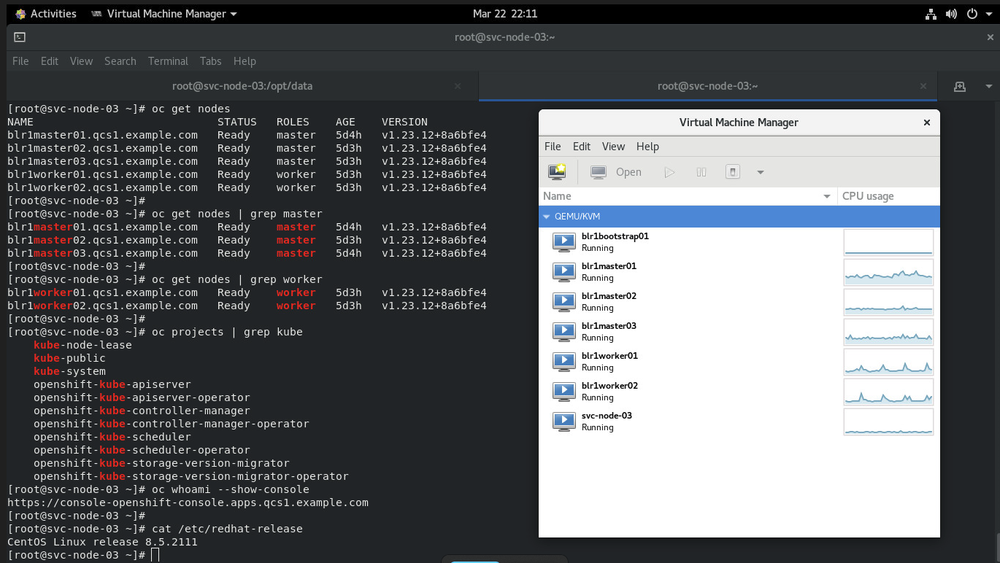 Activities Virtual Machine Manager Mar 22 22:11
root@svc-node-03:~
File Edit View Search Terminal Tabs Help
root@svc-node-03:/opt/data root@svc-node-03:~
[root@svc-node-03 ~]# oc get nodes
NAME STATUS ROLES AGE VERSION
blr1master01.qcs1.example.com Ready master 5d4h v1.23.12+8a6bfe4
blr1master02.qcs1.example.com Ready master 5d3h v1.23.12+8a6bfe4
blr1master03.qcs1.example.com Ready master 5d4h v1.23.12+8a6bfe4
blr1worker01.qcs1.example.com Ready worker 5d3h v1.23.12+8a6bfe4
blr1worker02.qcs1.example.com Ready worker 5d3h v1.23.12+8a6bfe4
[root@svc-node-03 ~]#
[root@svc-node-03 ~]# oc get nodes | grep master
blr1master01.qcs1.example.com Ready master 5d4h v1.23.12+8a6bfe4
blr1master02.qcs1.example.com Ready master 5d3h v1.23.12+8a6bfe4
blr1master03.qcs1.example.com Ready master 5d4h v1.23.12+8a6bfe4
[root@svc-node-03 ~]#
[root@svc-node-03 ~]# oc get nodes | grep worker
blr1worker01.qcs1.example.com Ready worker 5d3h v1.23.12+8a6bfe4
blr1worker02.qcs1.example.com Ready worker 5d3h v1.23.12+8a6bfe4
[root@svc-node-03 ~]#
[root@svc-node-03 ~]# oc projects | grep kube
kube-node-lease
kube-public
kube-system
openshift-kube-apiserver
openshift-kube-apiserver-operator
openshift-kube-controller-manager
openshift-kube-controller-manager-operator
openshift-kube-scheduler
openshift-kube-scheduler-operator
openshift-kube-storage-version-migrator
openshift-kube-storage-version-migrator-operator
[root@svc-node-03 ~]# oc whoami --show-console
https://console-openshift-console.apps.qcs1.example.com
[root@svc-node-03 ~]#
[root@svc-node-03 ~]# cat /etc/redhat-release
CentOS Linux release 8.5.2111
[root@svc-node-03 ~]#
Virtual Machine Manager
File Edit View Help
Open
Name CPU usage
QEMU/KVM
blr1bootstrap01
Running
blr1master01
Running
blr1master02
Running
blr1master03
Running
blr1worker01
Running
blr1worker02
Running
svc-node-03
Running